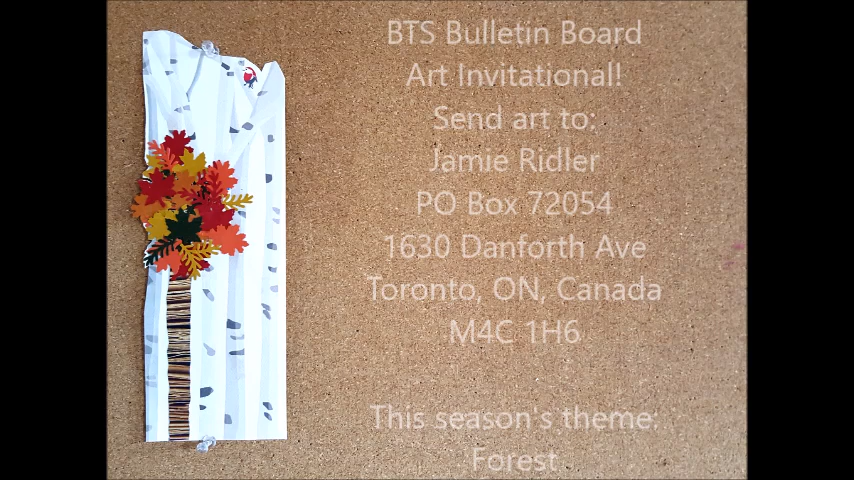 BTS Bulletin Board
Art Invitational!
Send art to:
Jamie Ridler
PO Box 72054
1630 Danforth Ave
Toronto, ON, Canada
M4C 1H6
This season's theme:
Forest